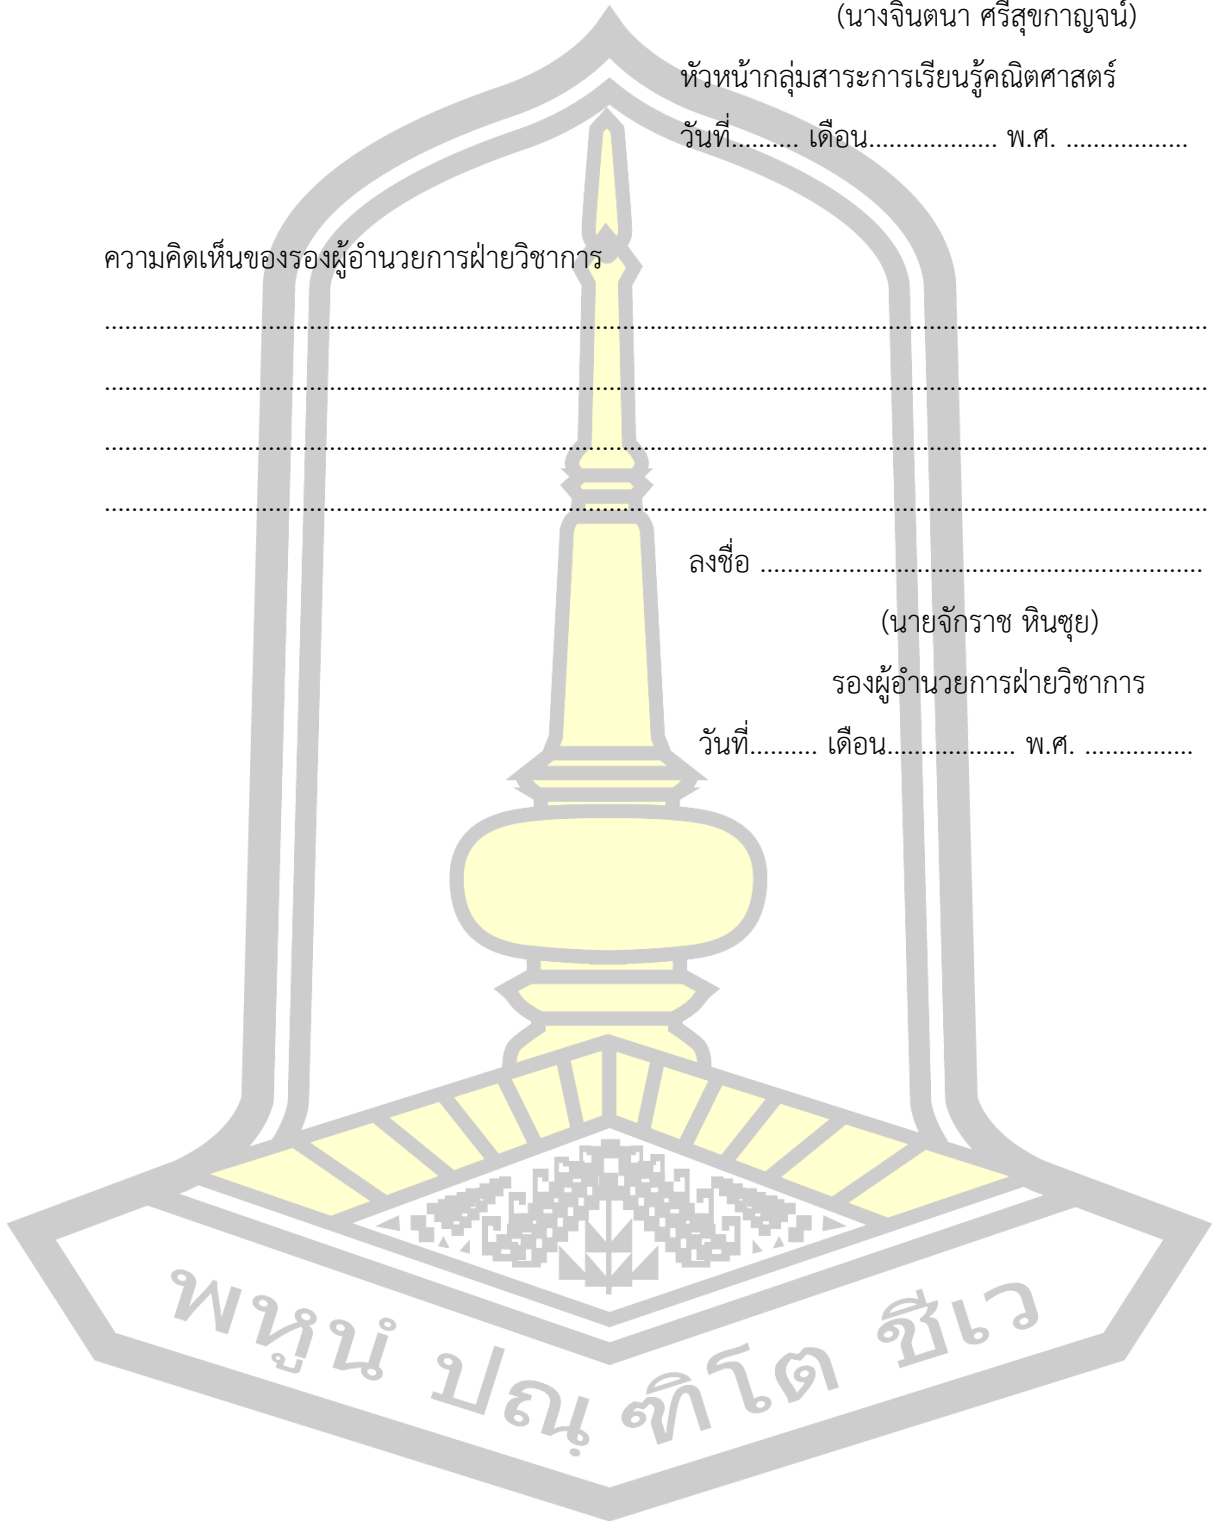 (นางจินตนา ศรีสุขกาญจน์)
หัวหน้ากลุ่มสาระการเรียนรู้คณิตศาสตร์
วันที่.......... เดือน................... พ.ศ. ..................
ความคิดเห็นของรองผู้อำนวยการฝ่ายวิชาการ
....................................................................................................................................................................
....................................................................................................................................................................
....................................................................................................................................................................
....................................................................................................................................................................
ลงชื่อ .................................................................
(นายจักราช หินซุย)
รองผู้อำนวยการฝ่ายวิชาการ
วันที่.......... เดือน................... พ.ศ. ................
พหูนํ ปณฺฑิโต ชีเว